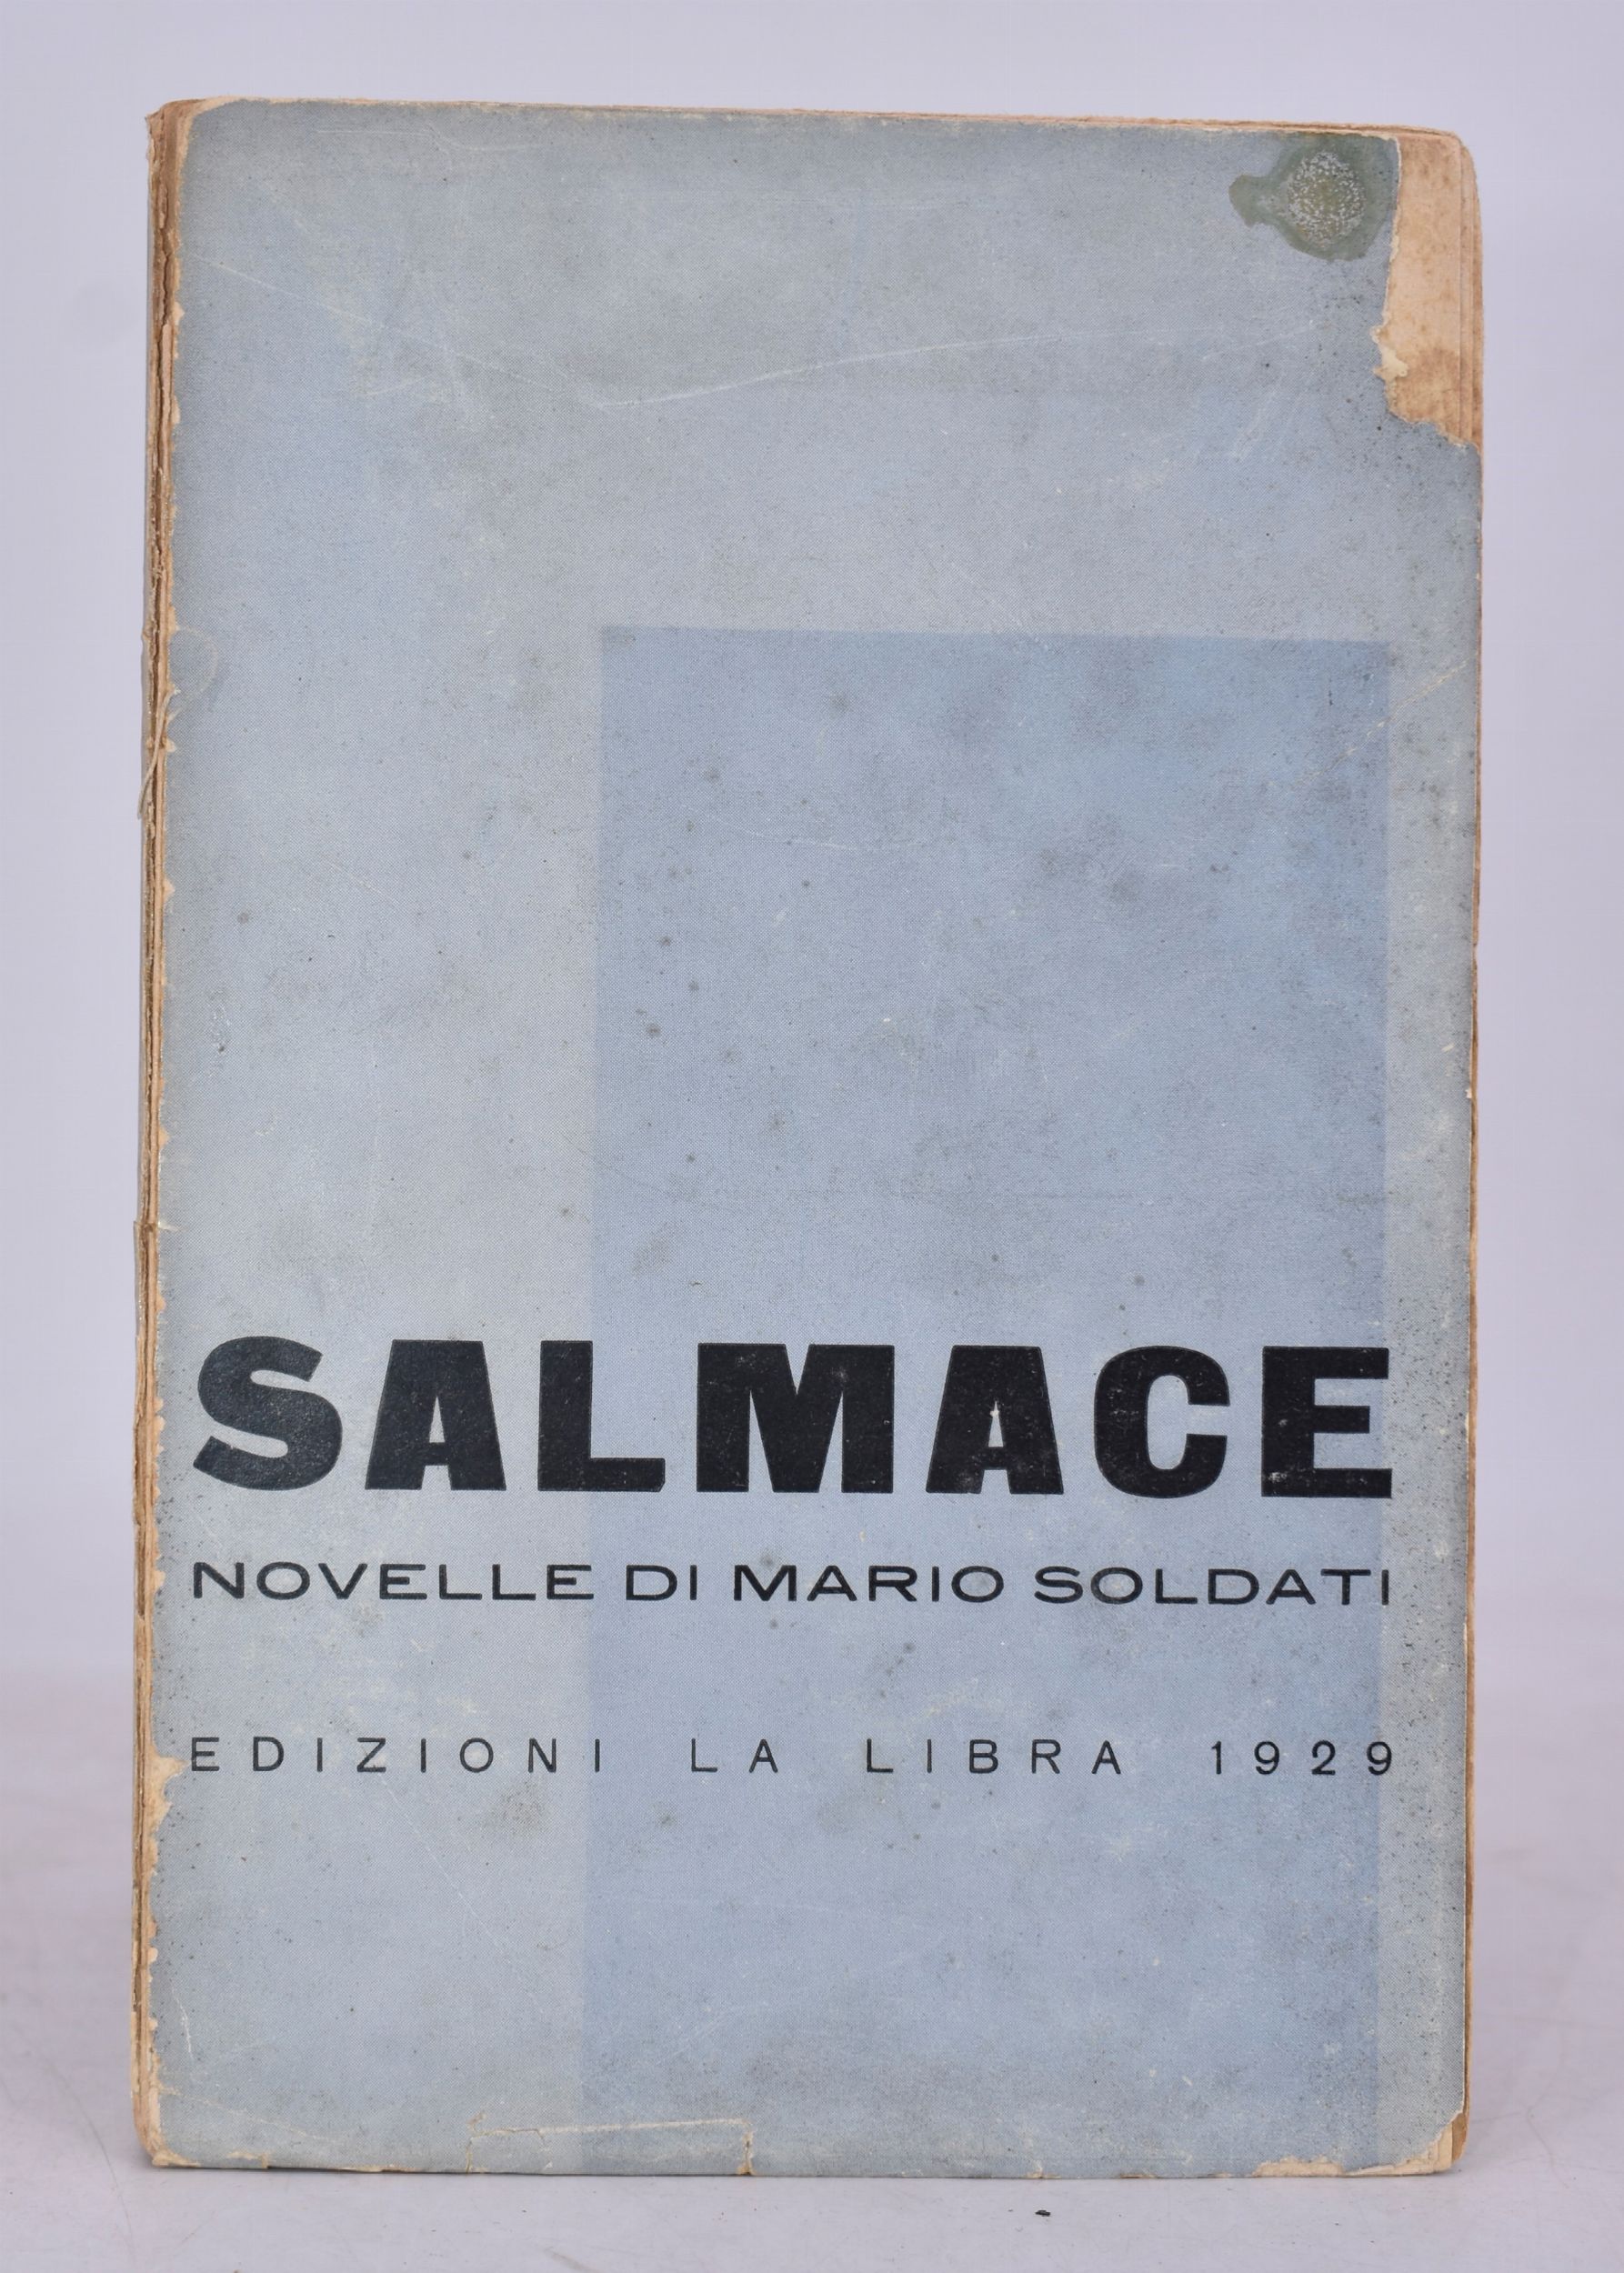 SALMACE
NOVELLE DI MARIO SOLDATI
EDIZIONI LA LIBRA 1929